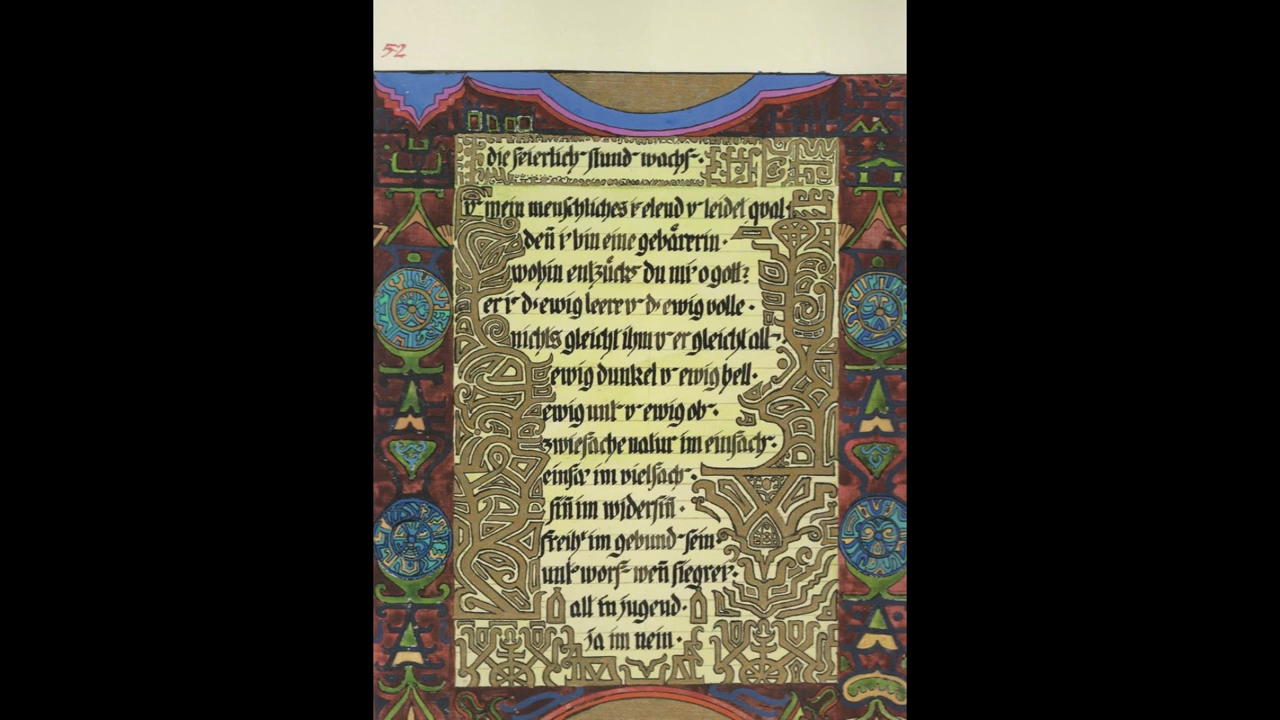 52
die feierlich stund wachs·
v mein menschliches r elend v leidet qual·
deñ i bin eine gebärerin·
wohin entzückst du mi o gott?
er i d ewig leere v d ewig volle·
nichts gleicht ihm v er gleicht all·
ewig dunkel v ewig hell·
ewig unt v ewig ob·
zwiefache natur im einfach·
einfa im vielfach·
siñ im widersiñ·
freiht im gebund sein·
unt worf weñ siegrer·
alt in jugend·
ja im nein·